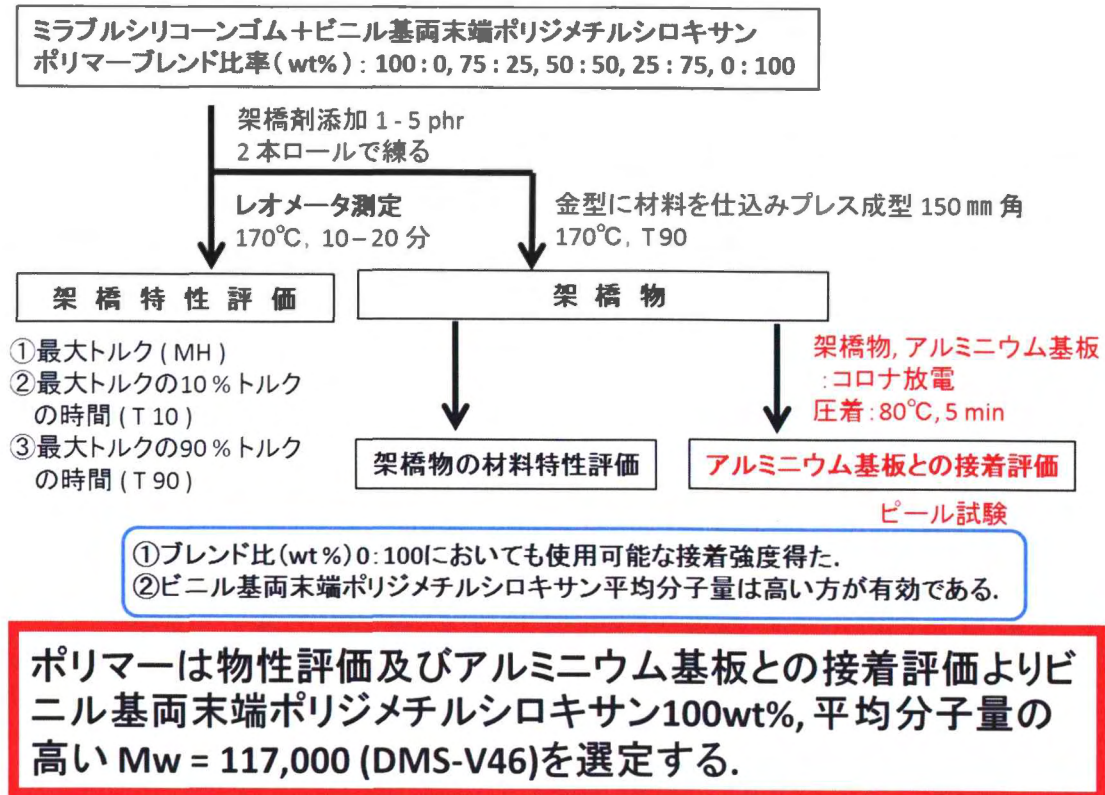 ミラブルシリコーンゴム＋ビニル基両末端ポリジメチルシロキサン
ポリマーブレンド比率(wt%)：100:0, 75:25, 50:50, 25:75, 0:100
架橋剤添加 1 - 5 phr
2本ロールで練る
レオメータ測定
170℃, 10−20分
金型に材料を仕込みプレス成型 150㎜角
170℃, T90
架橋特性評価
架橋物
①最大トルク(MH)
②最大トルクの10%トルク
の時間(T10)
③最大トルクの90%トルク
の時間(T90)
架橋物, アルミニウム基板
:コロナ放電
圧着:80℃, 5 min
架橋物の材料特性評価
アルミニウム基板との接着評価
ピール試験
①ブレンド比(wt%)0:100においても使用可能な接着強度得た.
②ビニル基両末端ポリジメチルシロキサン平均分子量は高い方が有効である.
ポリマーは物性評価及びアルミニウム基板との接着評価よりビ
ニル基両末端ポリジメチルシロキサン100wt%, 平均分子量の
高い Mw = 117,000 (DMS-V46)を選定する.